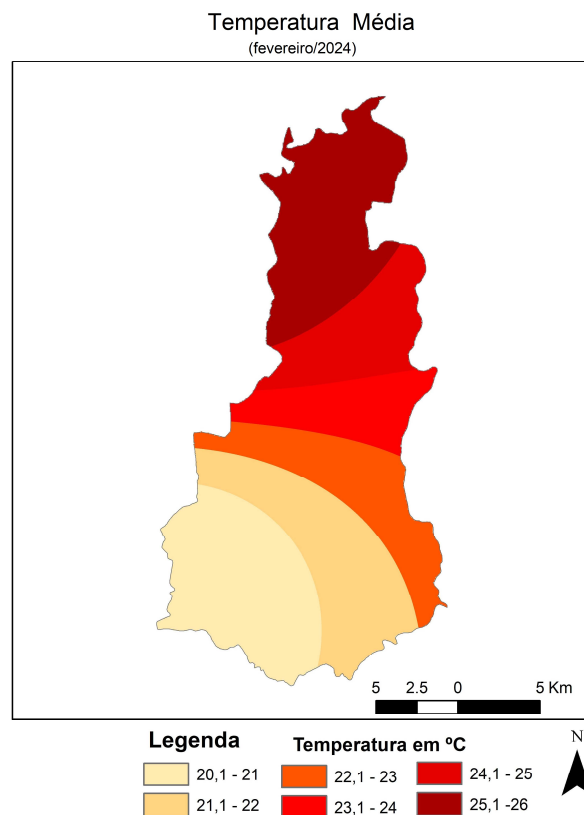 Temperatura Média
(fevereiro/2024)
5 2.5 0 5 Km
Legenda
Temperatura em ºC
N
20,1 - 21
22,1 - 23
24,1 - 25
21,1 - 22
23,1 - 24
25,1 -26